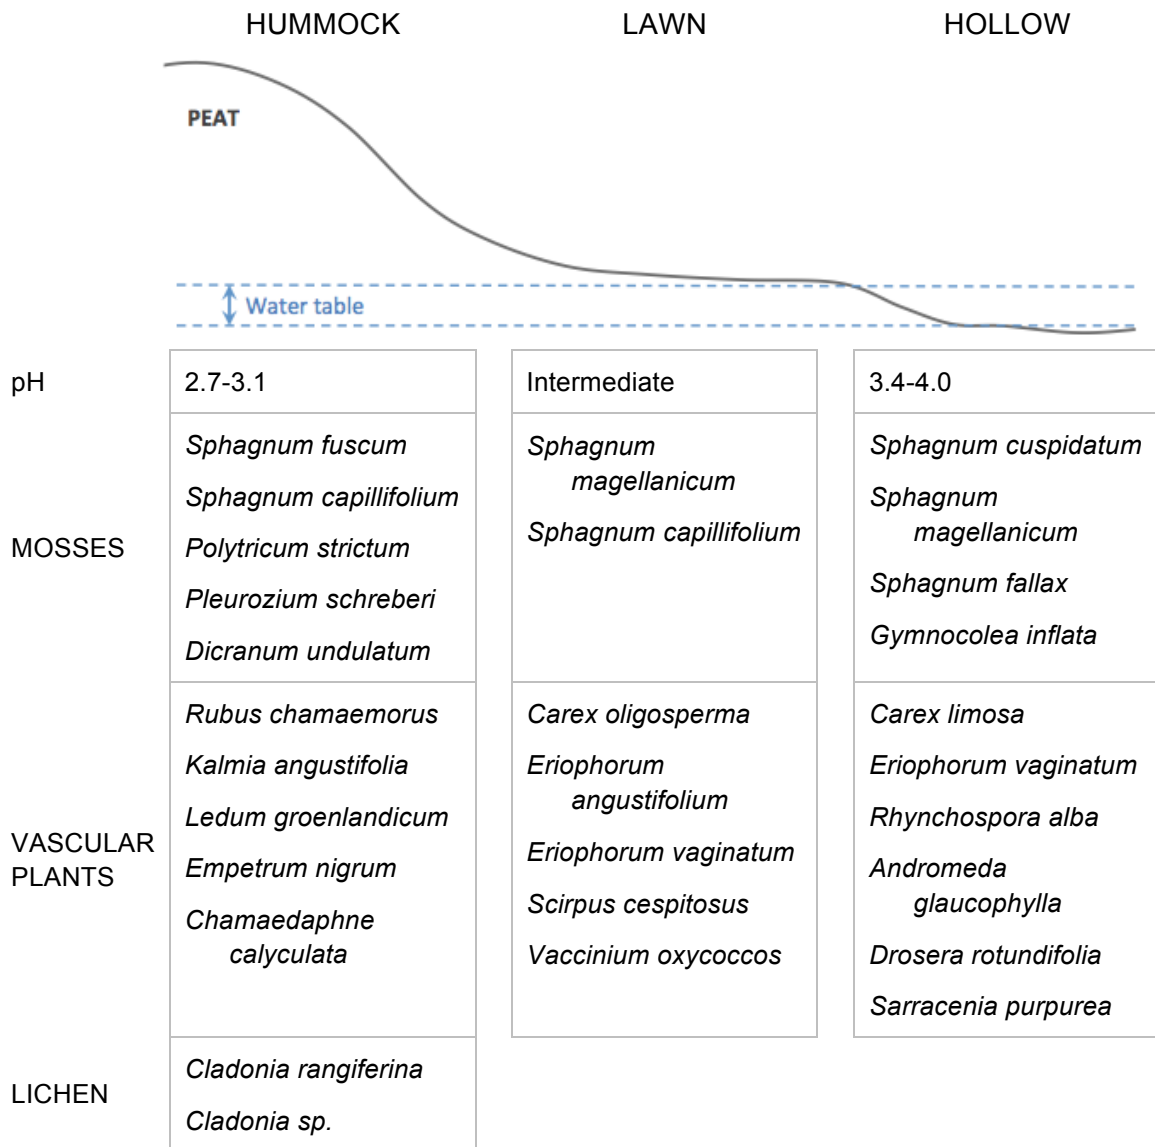 HUMMOCK LAWN HOLLOW
PEAT
Water table
pH 2.7-3.1 Intermediate 3.4-4.0
MOSSES
Sphagnum fuscum
Sphagnum capillifolium
Polytricum strictum
Pleurozium schreberi
Dicranum undulatum
Sphagnum
magellanicum
Sphagnum capillifolium
Sphagnum cuspidatum
Sphagnum
magellanicum
Sphagnum fallax
Gymnocolea inflata
VASCULAR
PLANTS
Rubus chamaemorus
Kalmia angustifolia
Ledum groenlandicum
Empetrum nigrum
Chamaedaphne
calyculata
Carex oligosperma
Eriophorum
angustifolium
Eriophorum vaginatum
Scirpus cespitosus
Vaccinium oxycoccos
Carex limosa
Eriophorum vaginatum
Rhynchospora alba
Andromeda
glaucophylla
Drosera rotundifolia
Sarracenia purpurea
LICHEN
Cladonia rangiferina
Cladonia sp.